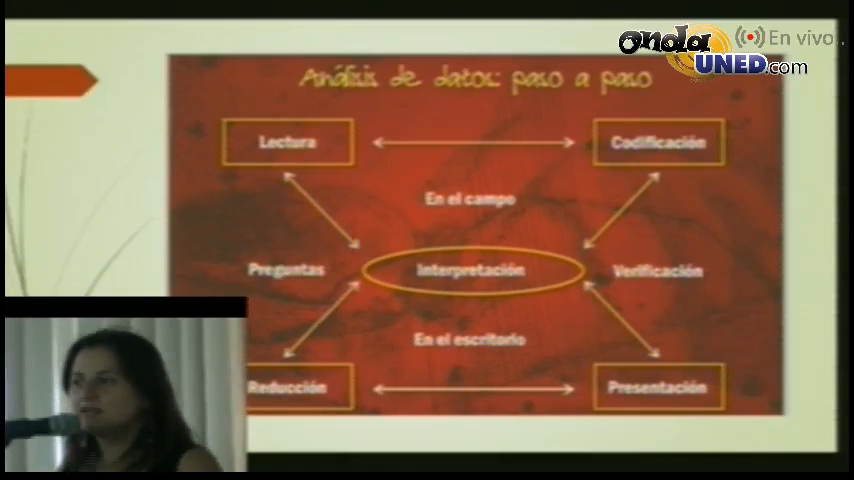 onda
UNED.com
En vivo
Análisis de datos: paso a paso
Lectura
Codificación
En el campo
Preguntas
Interpretación
Verificación
En el escritorio
Reducción
Presentación